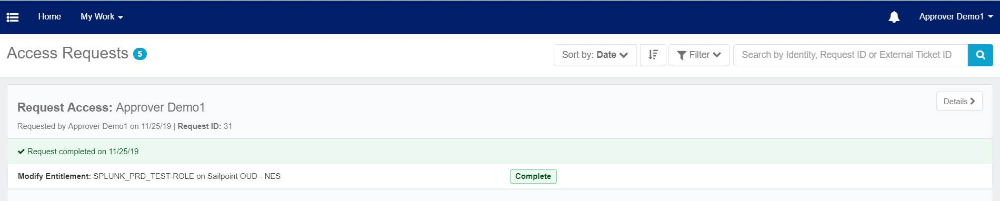 Home My Work Approver Demo1
Access Requests 5 Sort by: Date Filter Search by Identity, Request ID or External Ticket ID
Details
Request Access: Approver Demo1
Requested by Approver Demo1 on 11/25/19 | Request ID: 31
Request completed on 11/25/19
Modify Entitlement: SPLUNK_PRD_TEST-ROLE on Sailpoint OUD - NES Complete